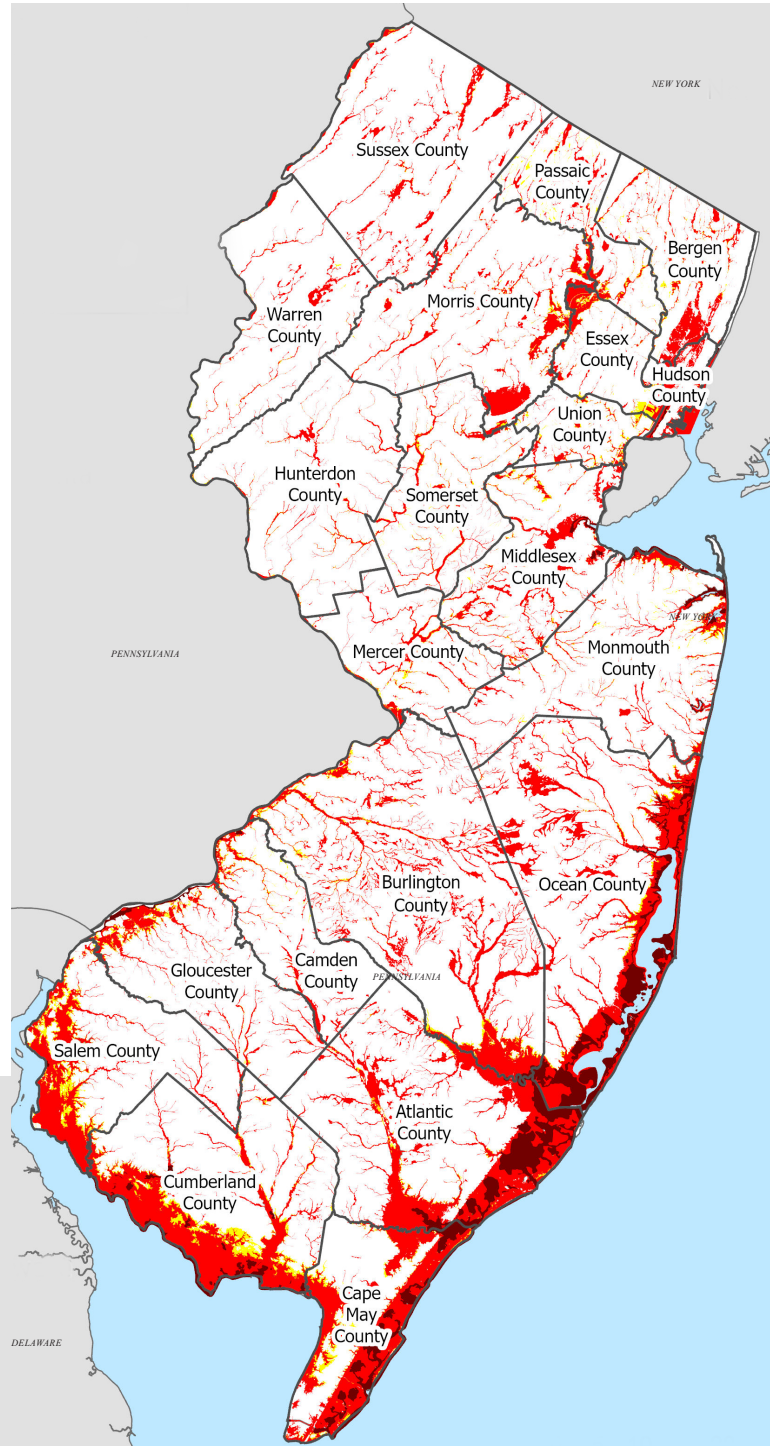 NEW YORK
Sussex County
Passaic
County
Bergen
County
Morris County
Warren
County
Essex
County
Hudson
County
Union
County
Hunterdon
County
Somerset
County
Middlesex
County
NEW YORK
Monmouth
County
Mercer County
PENNSYLVANIA
Burlington
County
Ocean County
Camden
County
PENNSYLVANIA
Gloucester
County
Salem County
Atlantic
County
Cumberland
County
Cape
May
County
DELAWARE